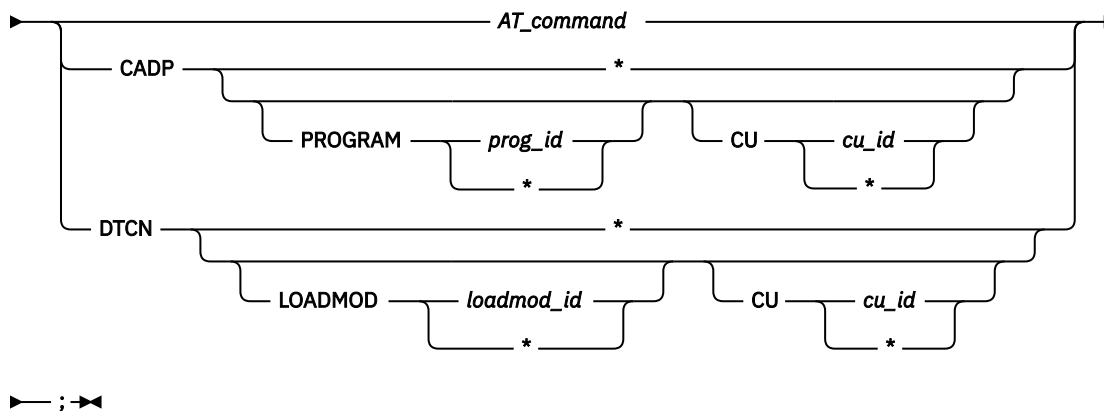 AT_command
CADP *
PROGRAM prog_id CU cu_id
* *
DTCN *
LOADMOD loadmod_id CU cu_id
* *
;